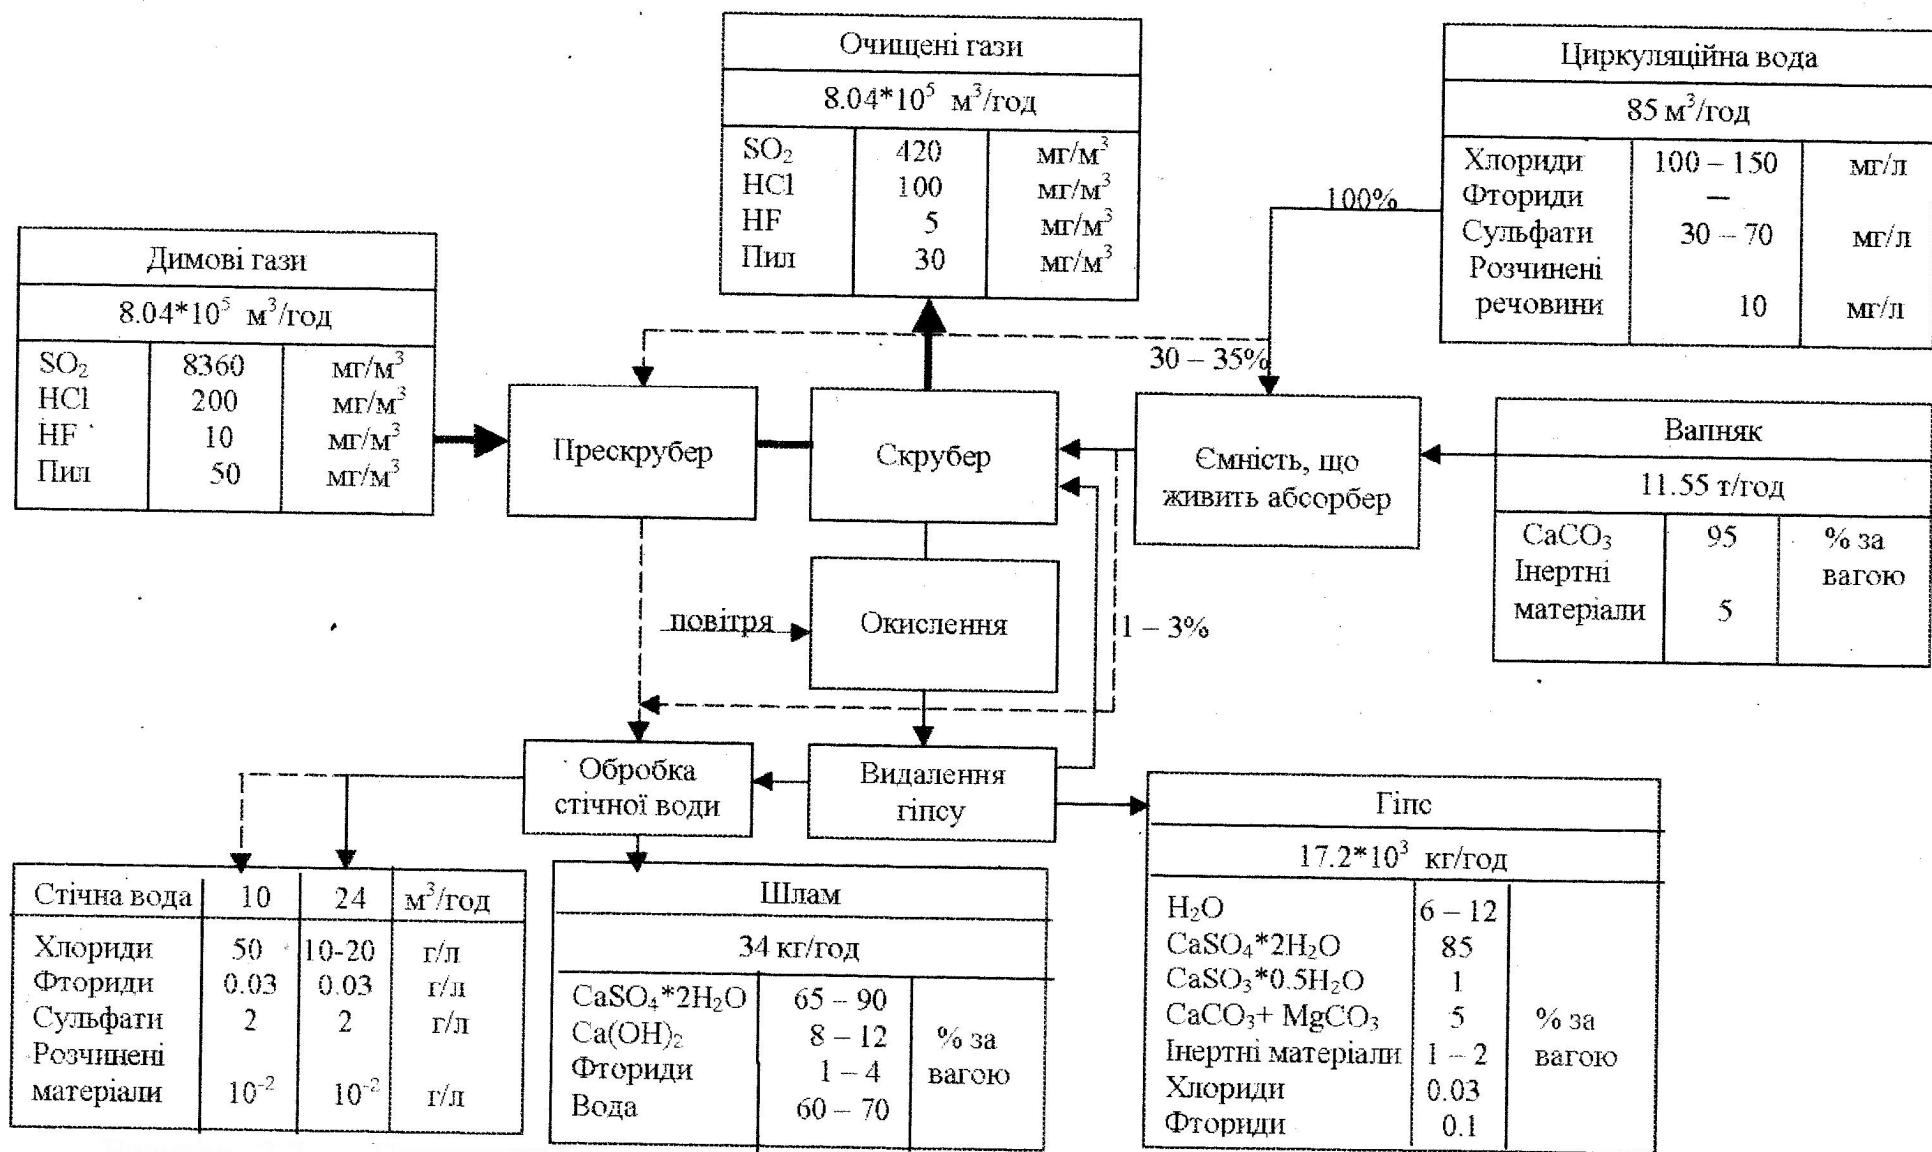 Очищені гази
8.04*10⁵ м³/год
SO₂ 420 мг/м³
HCl 100 мг/м³
HF 5 мг/м³
Пил 30 мг/м³
Циркуляційна вода
85 м³/год
Хлориди 100 – 150 мг/л
Фториди –
Сульфати 30 – 70 мг/л
Розчинені
речовини 10 мг/л
100%
Димові гази
8.04*10⁵ м³/год
SO₂ 8360 мг/м³
HCl 200 мг/м³
HF 10 мг/м³
Пил 50 мг/м³
30 – 35%
Прескрубер
Скрубер
Ємність, що
живить абсорбер
Вапняк
11.55 т/год
CaCO₃ 95 % за
Інертні вагою
матеріали 5
повітря
Окислення
1 – 3%
Обробка
стічної води
Видалення
гіпсу
Гіпс
17.2*10³ кг/год
H₂O 6 – 12
CaSO₄*2H₂O 85
CaSO₃*0.5H₂O 1
CaCO₃+ MgCO₃ 5 % за
Інертні матеріали 1 – 2 вагою
Хлориди 0.03
Фториди 0.1
Стічна вода 10 24 м³/год
Хлориди 50 10-20 г/л
Фториди 0.03 0.03 г/л
Сульфати 2 2 г/л
Розчинені
матеріали 10⁻² 10⁻² г/л
Шлам
34 кг/год
CaSO₄*2H₂O 65 – 90
Ca(OH)₂ 8 – 12 % за
Фториди 1 – 4 вагою
Вода 60 – 70